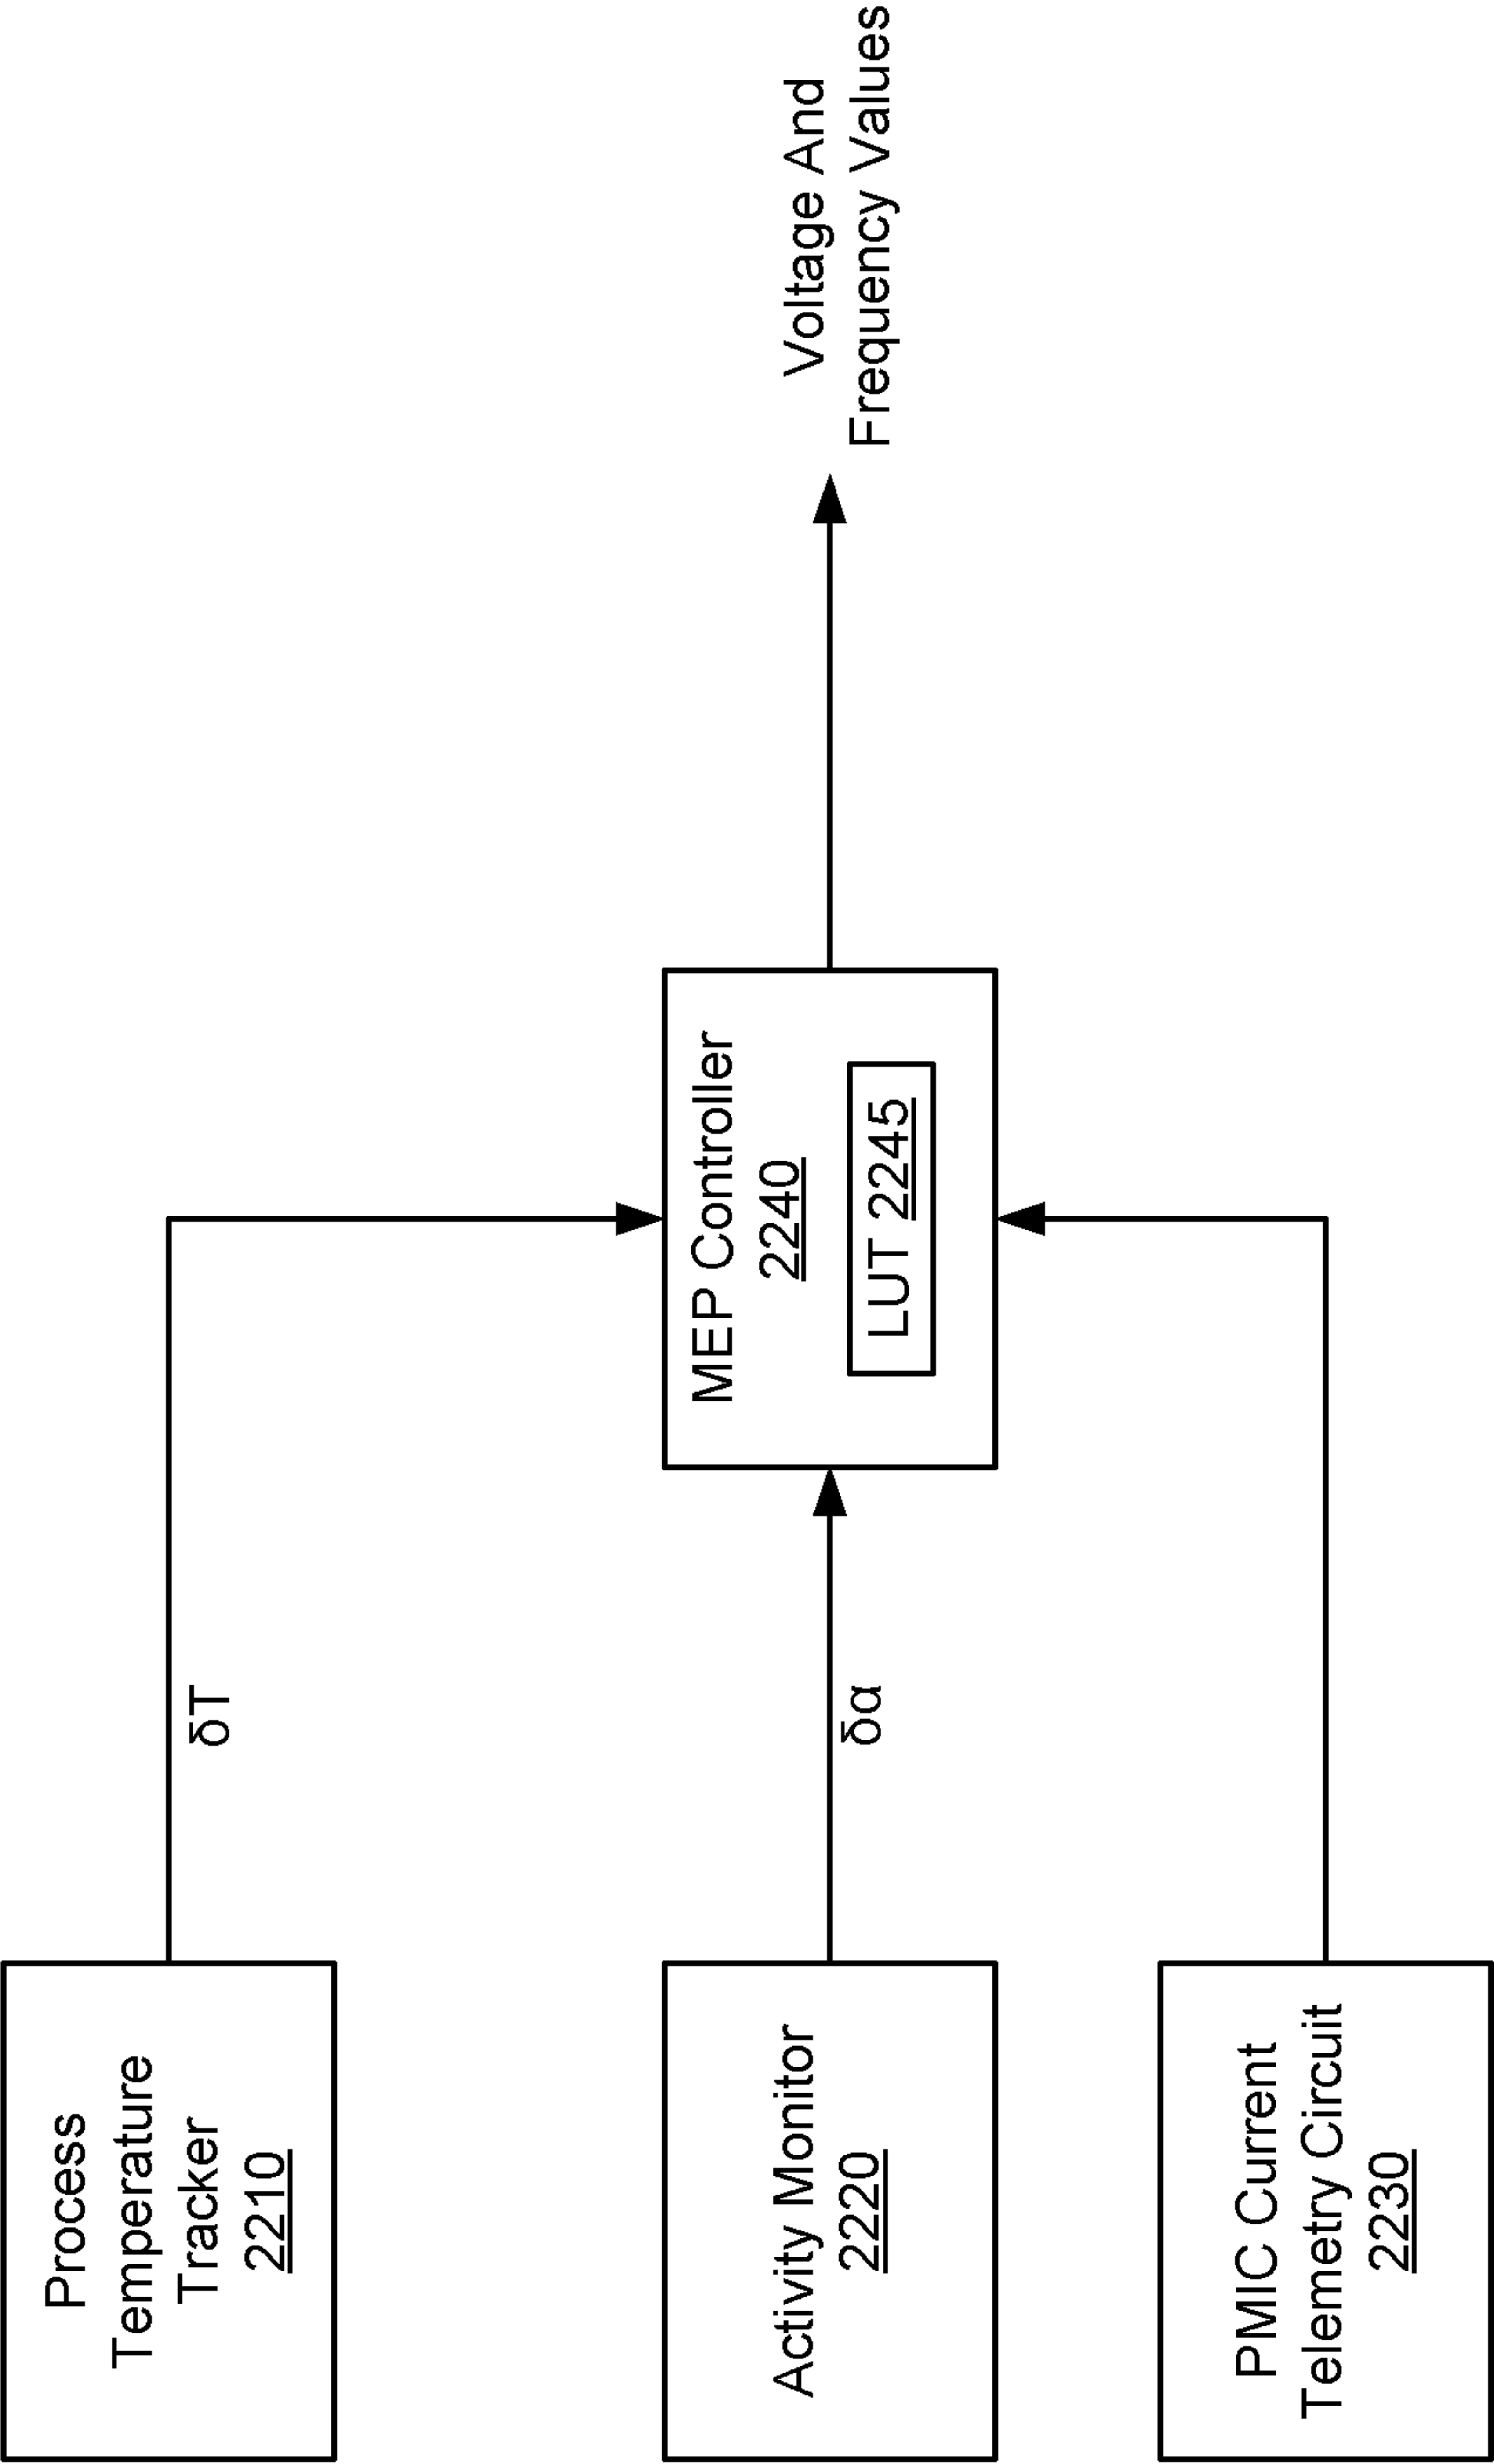 Process
Temperature
Tracker
2210
δT
Activity Monitor
2220
δα
PMIC Current
Telemetry Circuit
2230
MEP Controller
2240
LUT 2245
Voltage And
Frequency Values